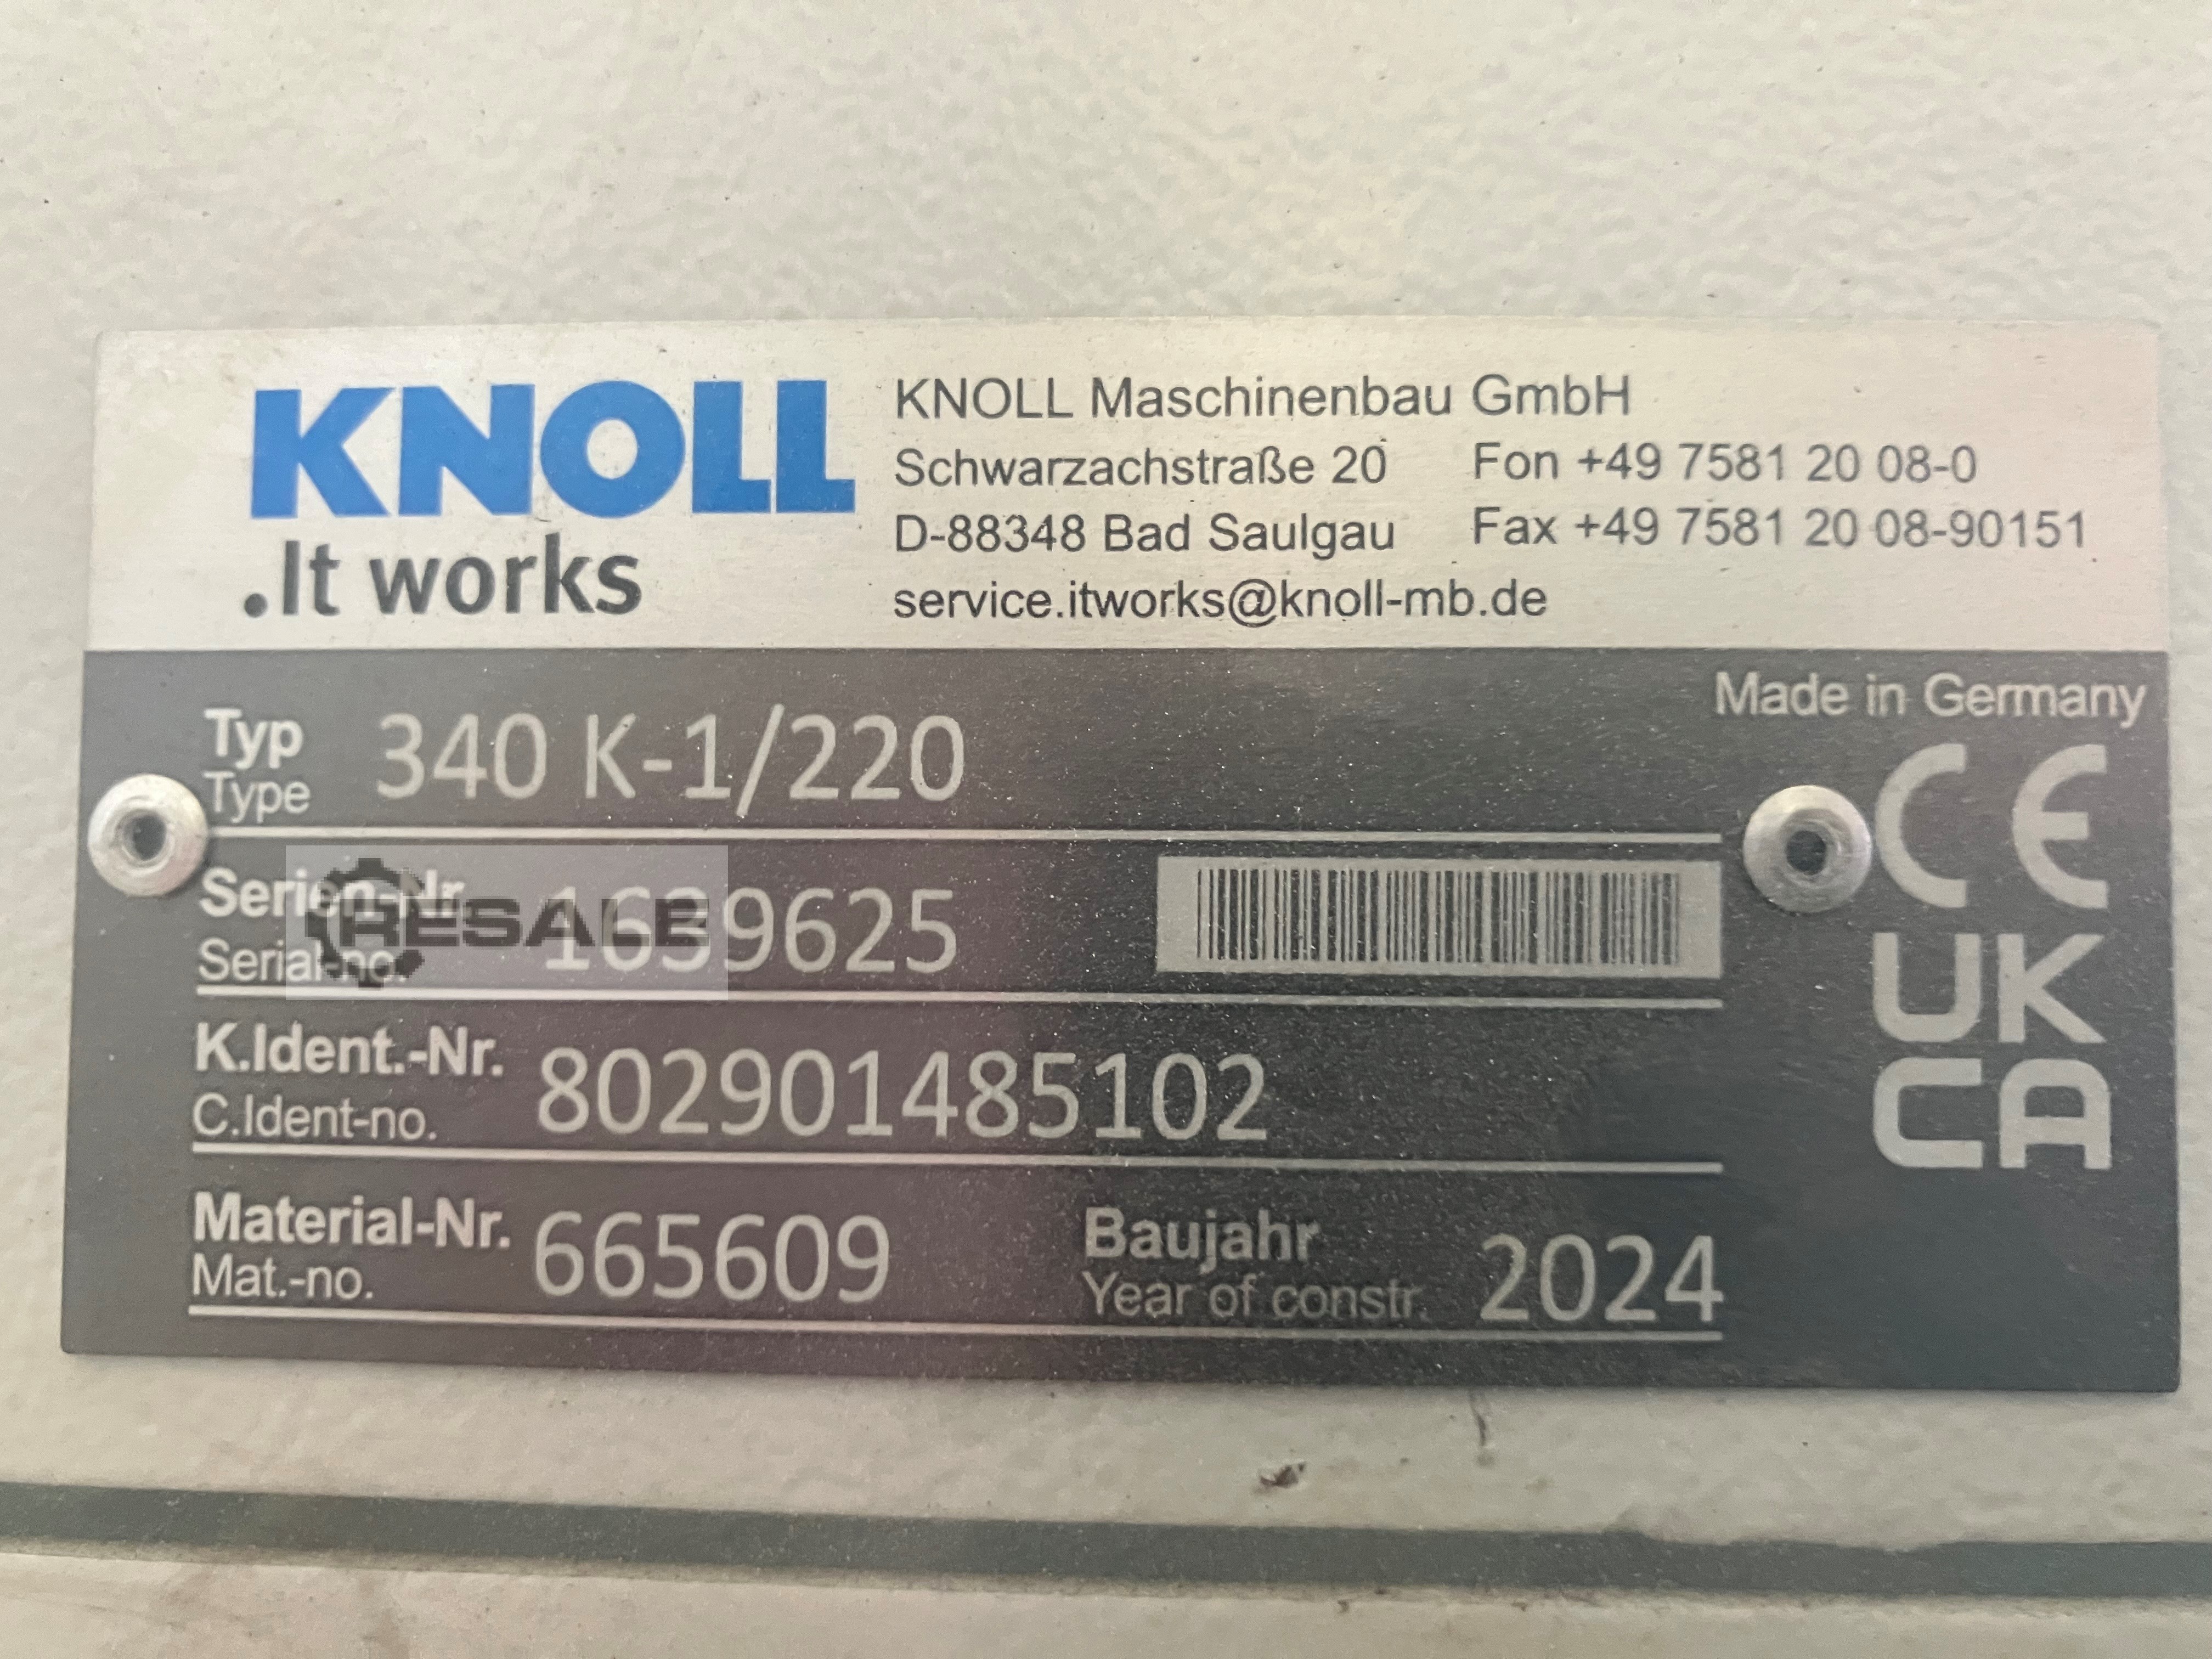 KNOLL
.It works
KNOLL Maschinenbau GmbH
Schwarzachstraße 20 Fon +49 7581 20 08-0
D-88348 Bad Saulgau Fax +49 7581 20 08-90151
service.itworks@knoll-mb.de
Made in Germany
Typ 340 K-1/220
Type
CE
Serien-Nr. 1639625
Serial-no.
RESALE
UK
CA
K.Ident.-Nr. 802901485102
C.Ident-no.
Material-Nr. 665609 Baujahr 2024
Mat.-no. Year of constr.